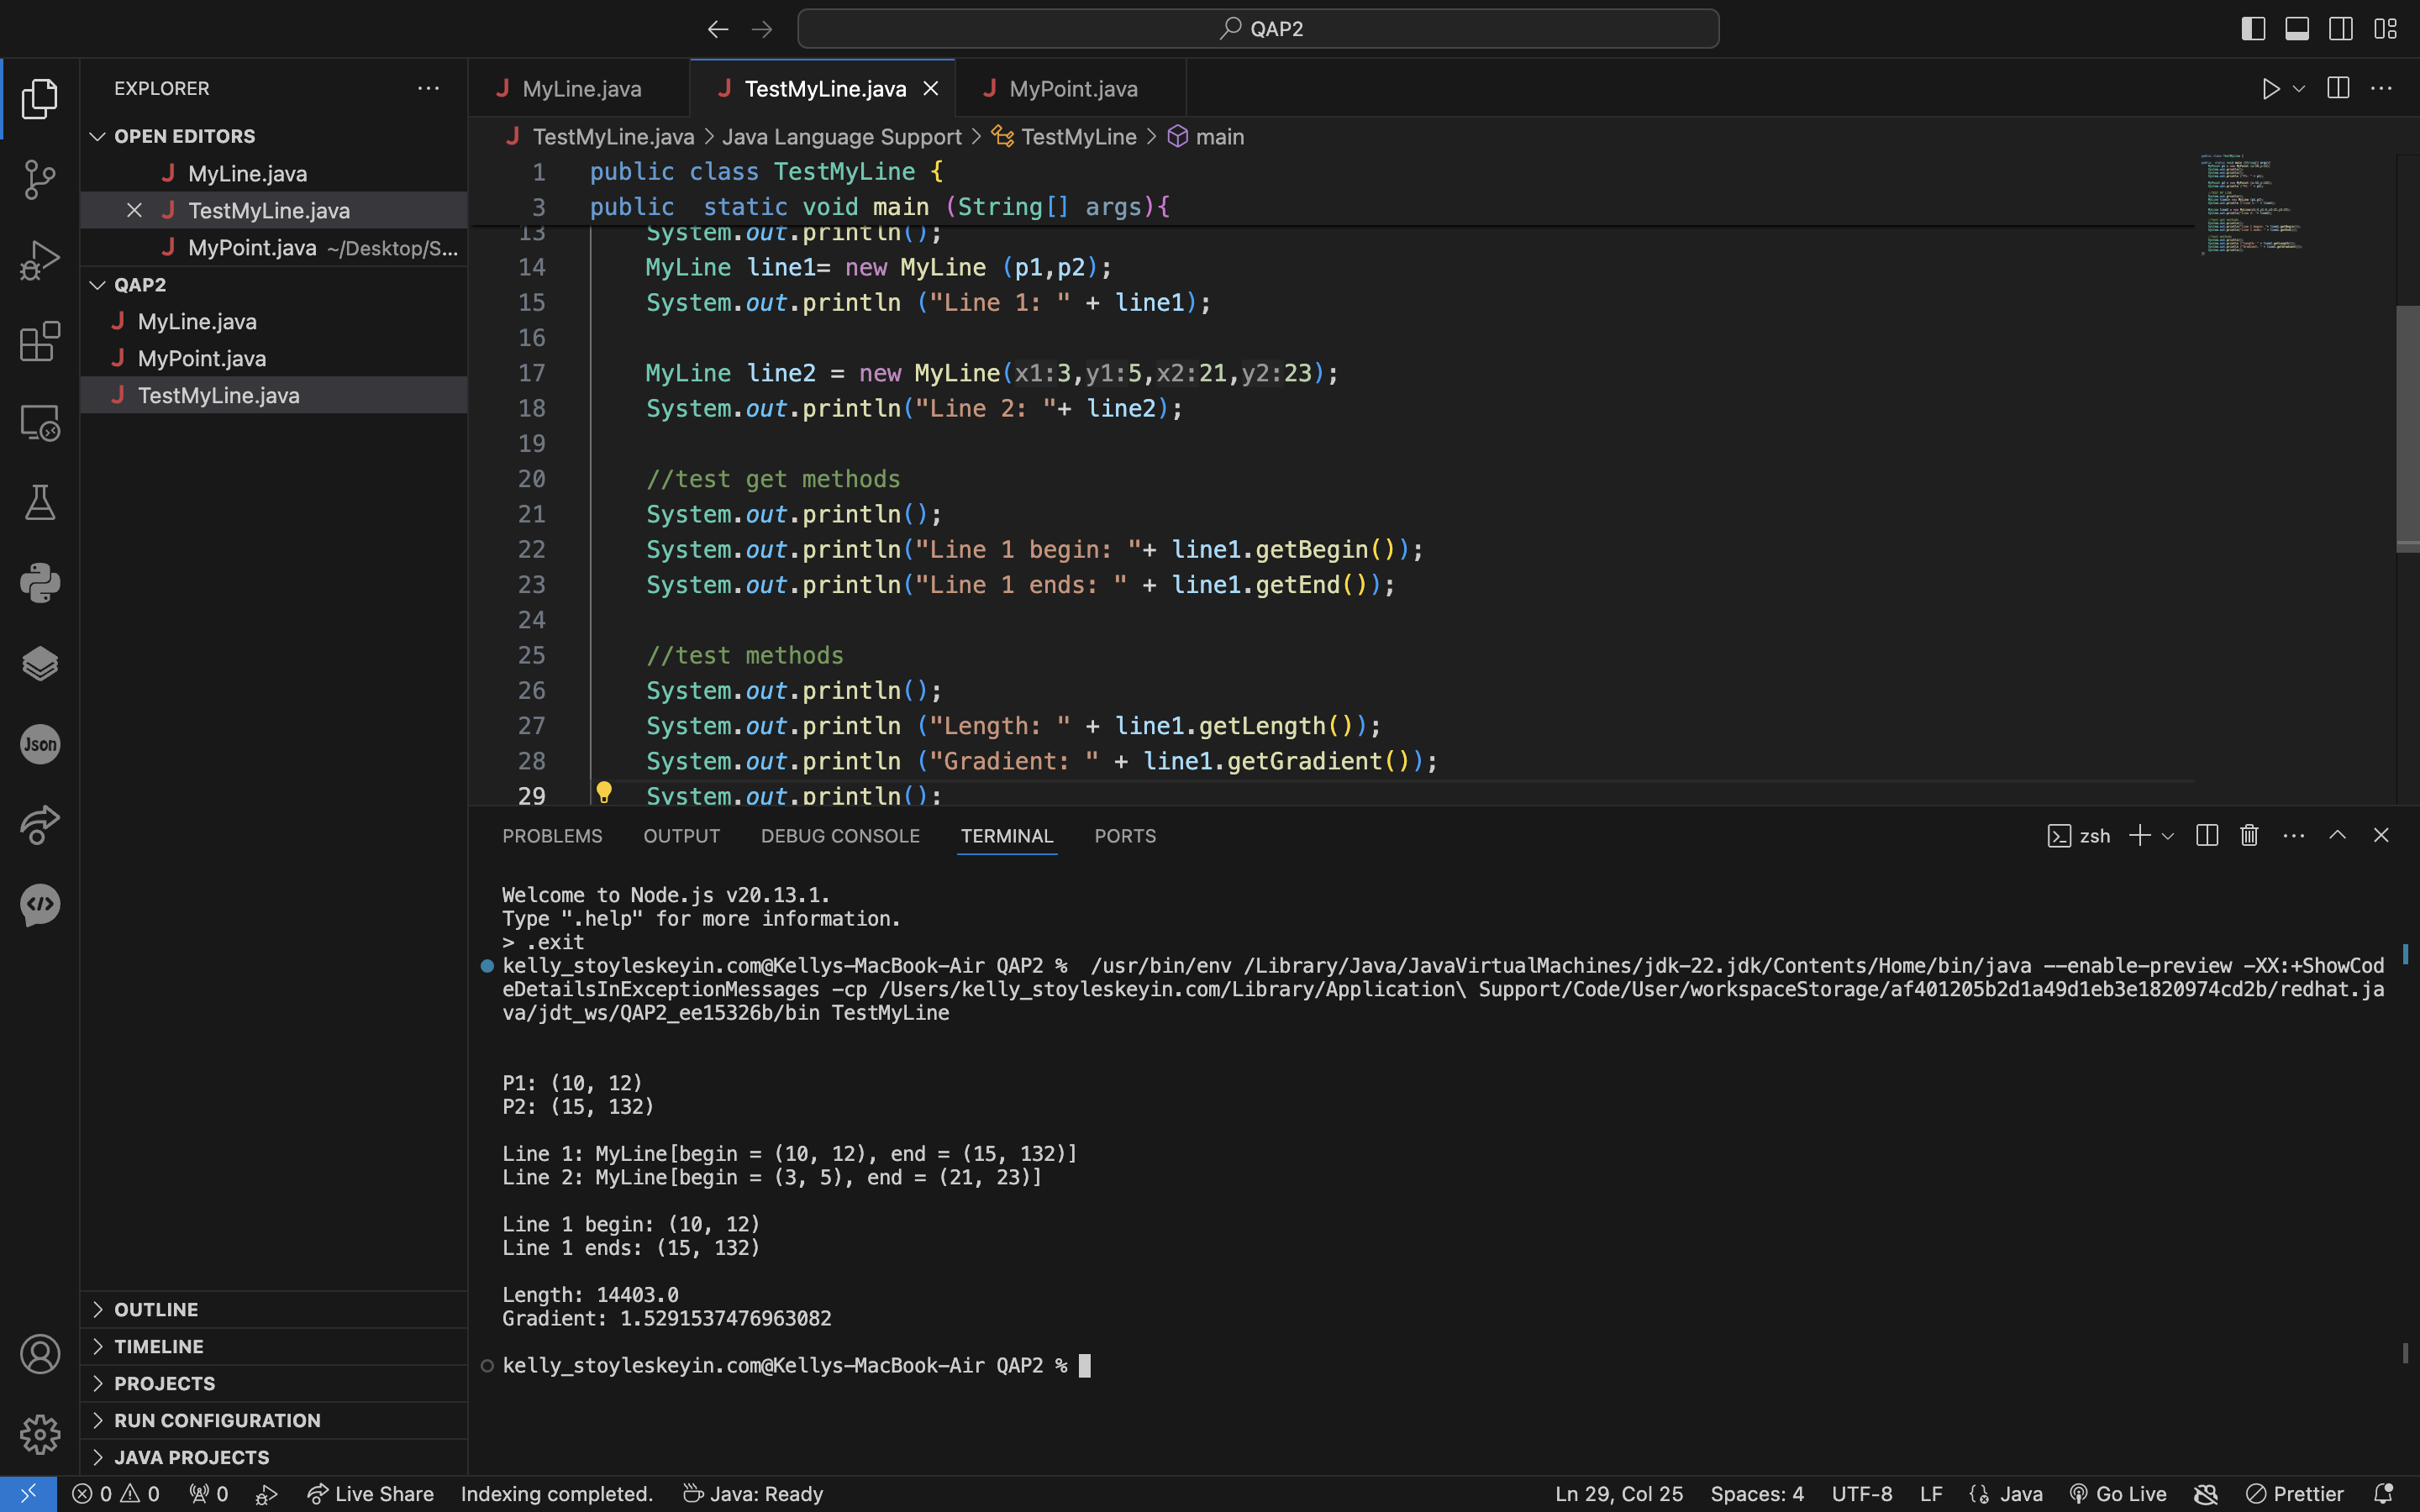 QAP2
EXPLORER
OPEN EDITORS
MyLine.java
TestMyLine.java
MyPoint.java ~/Desktop/S...
QAP2
MyLine.java
MyPoint.java
TestMyLine.java
Json
OUTLINE
TIMELINE
PROJECTS
RUN CONFIGURATION
JAVA PROJECTS
MyLine.java
TestMyLine.java
MyPoint.java
TestMyLine.java > Java Language Support > TestMyLine > main
1 public class TestMyLine {
3 public  static void main (String[] args){
13 System.out.println();
14 MyLine line1= new MyLine (p1,p2);
15 System.out.println ("Line 1: " + line1);
16
17 MyLine line2 = new MyLine(x1:3,y1:5,x2:21,y2:23);
18 System.out.println("Line 2: "+ line2);
19
20 //test get methods
21 System.out.println();
22 System.out.println("Line 1 begin: "+ line1.getBegin());
23 System.out.println("Line 1 ends: " + line1.getEnd());
24
25 //test methods
26 System.out.println();
27 System.out.println ("Length: " + line1.getLength());
28 System.out.println ("Gradient: " + line1.getGradient());
29 System.out.println();
PROBLEMS OUTPUT DEBUG CONSOLE TERMINAL PORTS
zsh
Welcome to Node.js v20.13.1.
Type ".help" for more information.
> .exit
kelly_stoyleskeyin.com@Kellys-MacBook-Air QAP2 %  /usr/bin/env /Library/Java/JavaVirtualMachines/jdk-22.jdk/Contents/Home/bin/java --enable-preview -XX:+ShowCod
eDetailsInExceptionMessages -cp /Users/kelly_stoyleskeyin.com/Library/Application\ Support/Code/User/workspaceStorage/af401205b2d1a49d1eb3e1820974cd2b/redhat.ja
va/jdt_ws/QAP2_ee15326b/bin TestMyLine
P1: (10, 12)
P2: (15, 132)
Line 1: MyLine[begin = (10, 12), end = (15, 132)]
Line 2: MyLine[begin = (3, 5), end = (21, 23)]
Line 1 begin: (10, 12)
Line 1 ends: (15, 132)
Length: 14403.0
Gradient: 1.5291537476963082
kelly_stoyleskeyin.com@Kellys-MacBook-Air QAP2 %
0 0 0 Live Share Indexing completed. Java: Ready Ln 29, Col 25 Spaces: 4 UTF-8 LF Java Go Live Prettier